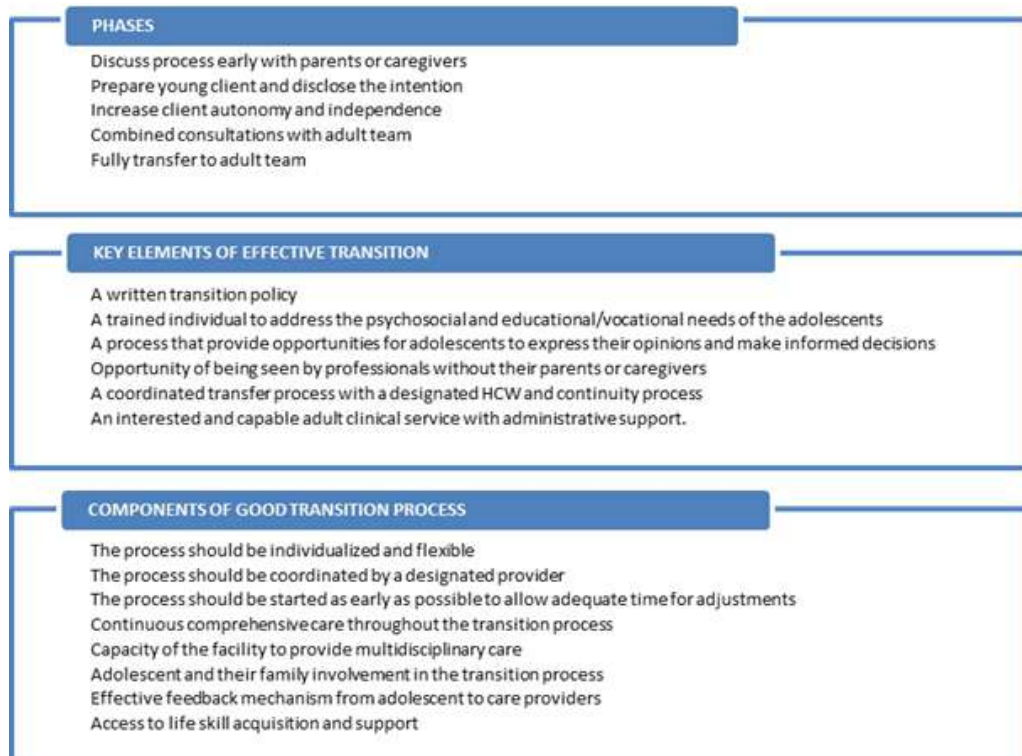 PHASES
Discuss process early with parents or caregivers
Prepare young client and disclose the intention
Increase client autonomy and independence
Combined consultations with adult team
Fully transfer to adult team
KEY ELEMENTS OF EFFECTIVE TRANSITION
A written transition policy
A trained individual to address the psychosocial and educational/vocational needs of the adolescents
A process that provide opportunities for adolescents to express their opinions and make informed decisions
Opportunity of being seen by professionals without their parents or caregivers
A coordinated transfer process with a designated HCW and continuity process
An interested and capable adult clinical service with administrative support.
COMPONENTS OF GOOD TRANSITION PROCESS
The process should be individualized and flexible
The process should be coordinated by a designated provider
The process should be started as early as possible to allow adequate time for adjustments
Continuous comprehensive care throughout the transition process
Capacity of the facility to provide multidisciplinary care
Adolescent and their family involvement in the transition process
Effective feedback mechanism from adolescent to care providers
Access to life skill acquisition and support